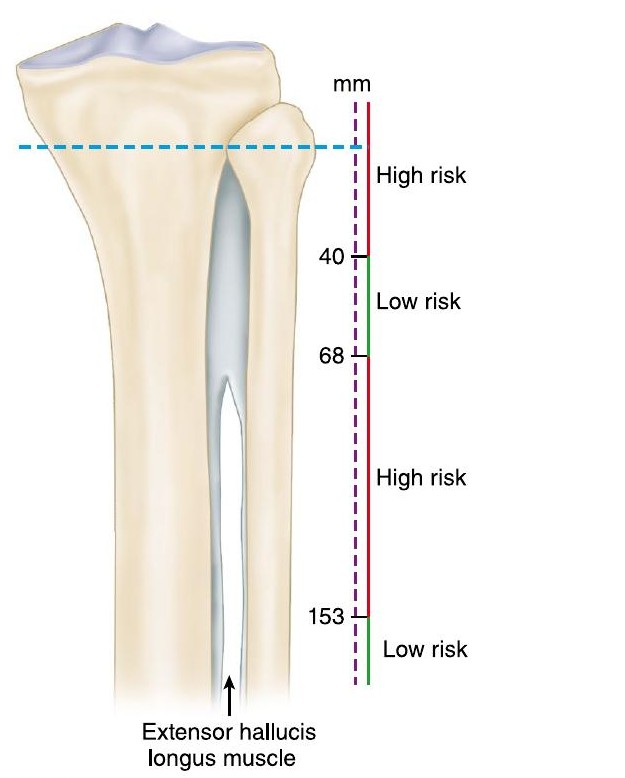 mm
High risk
40
Low risk
68
High risk
153
Low risk
Extensor hallucis
longus muscle